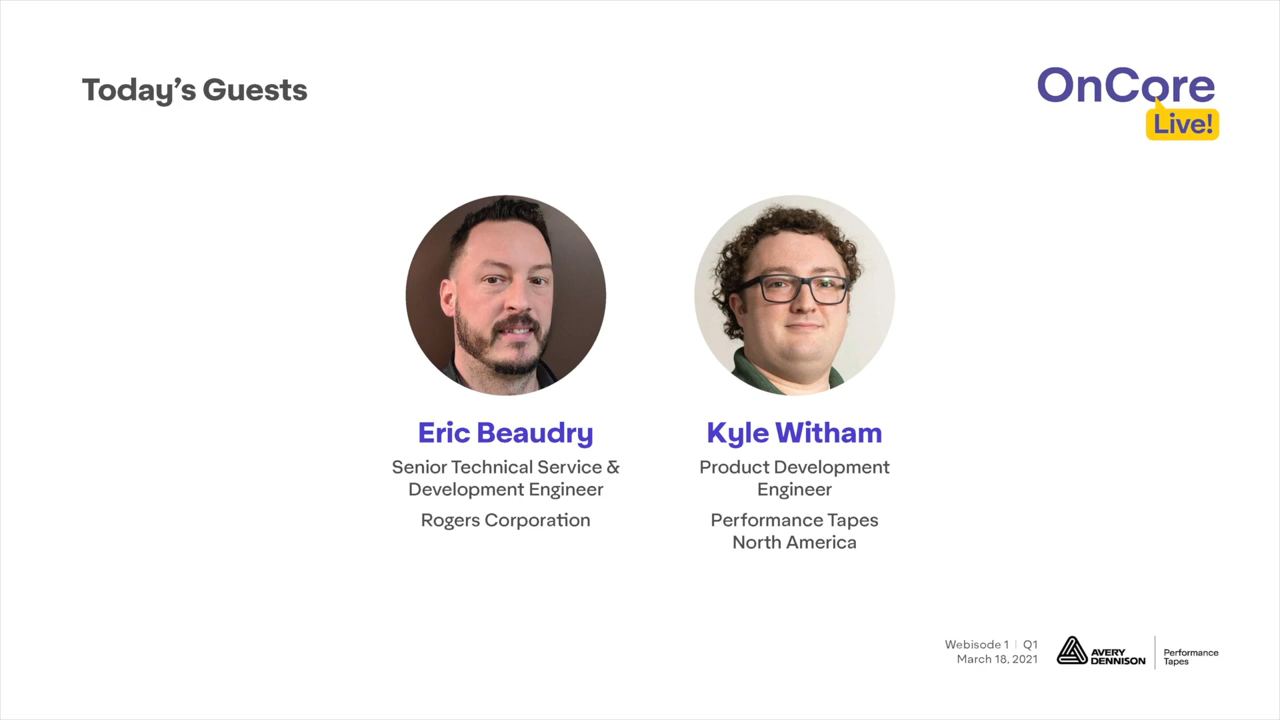 Today's Guests
OnCore
Live!
Eric Beaudry
Senior Technical Service &
Development Engineer
Rogers Corporation
Kyle Witham
Product Development
Engineer
Performance Tapes
North America
Webisode 1 | Q1
March 18, 2021
AVERY
DENNISON
Performance
Tapes